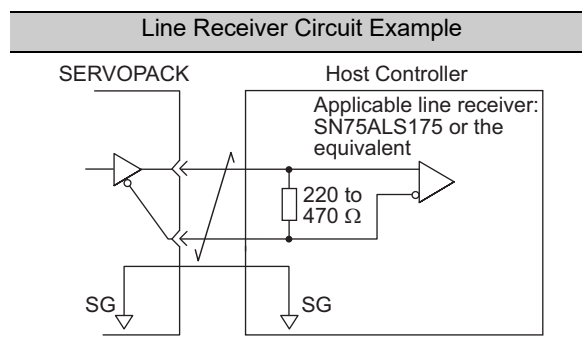 Line Receiver Circuit Example
SERVOPACK
Host Controller
Applicable line receiver:
SN75ALS175 or the
equivalent
220 to
470 Ω
SG
SG